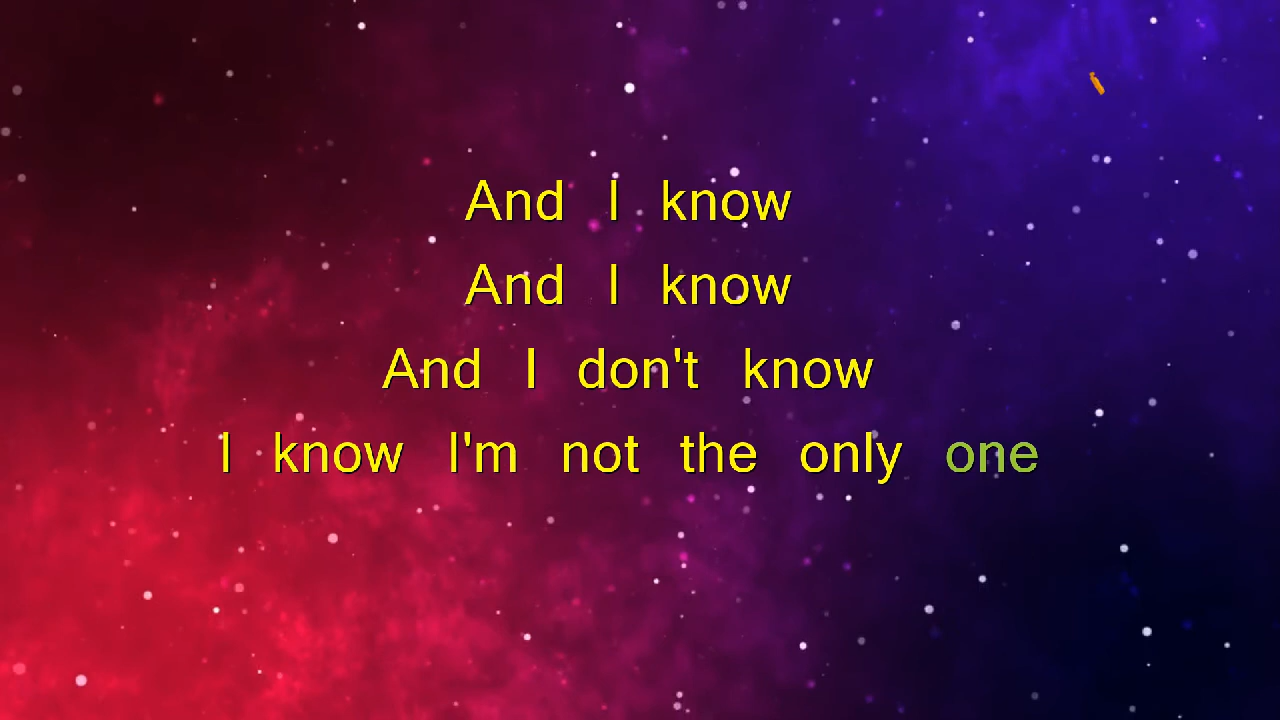 And I know
And I know
And I don't know
I know I'm not the only one